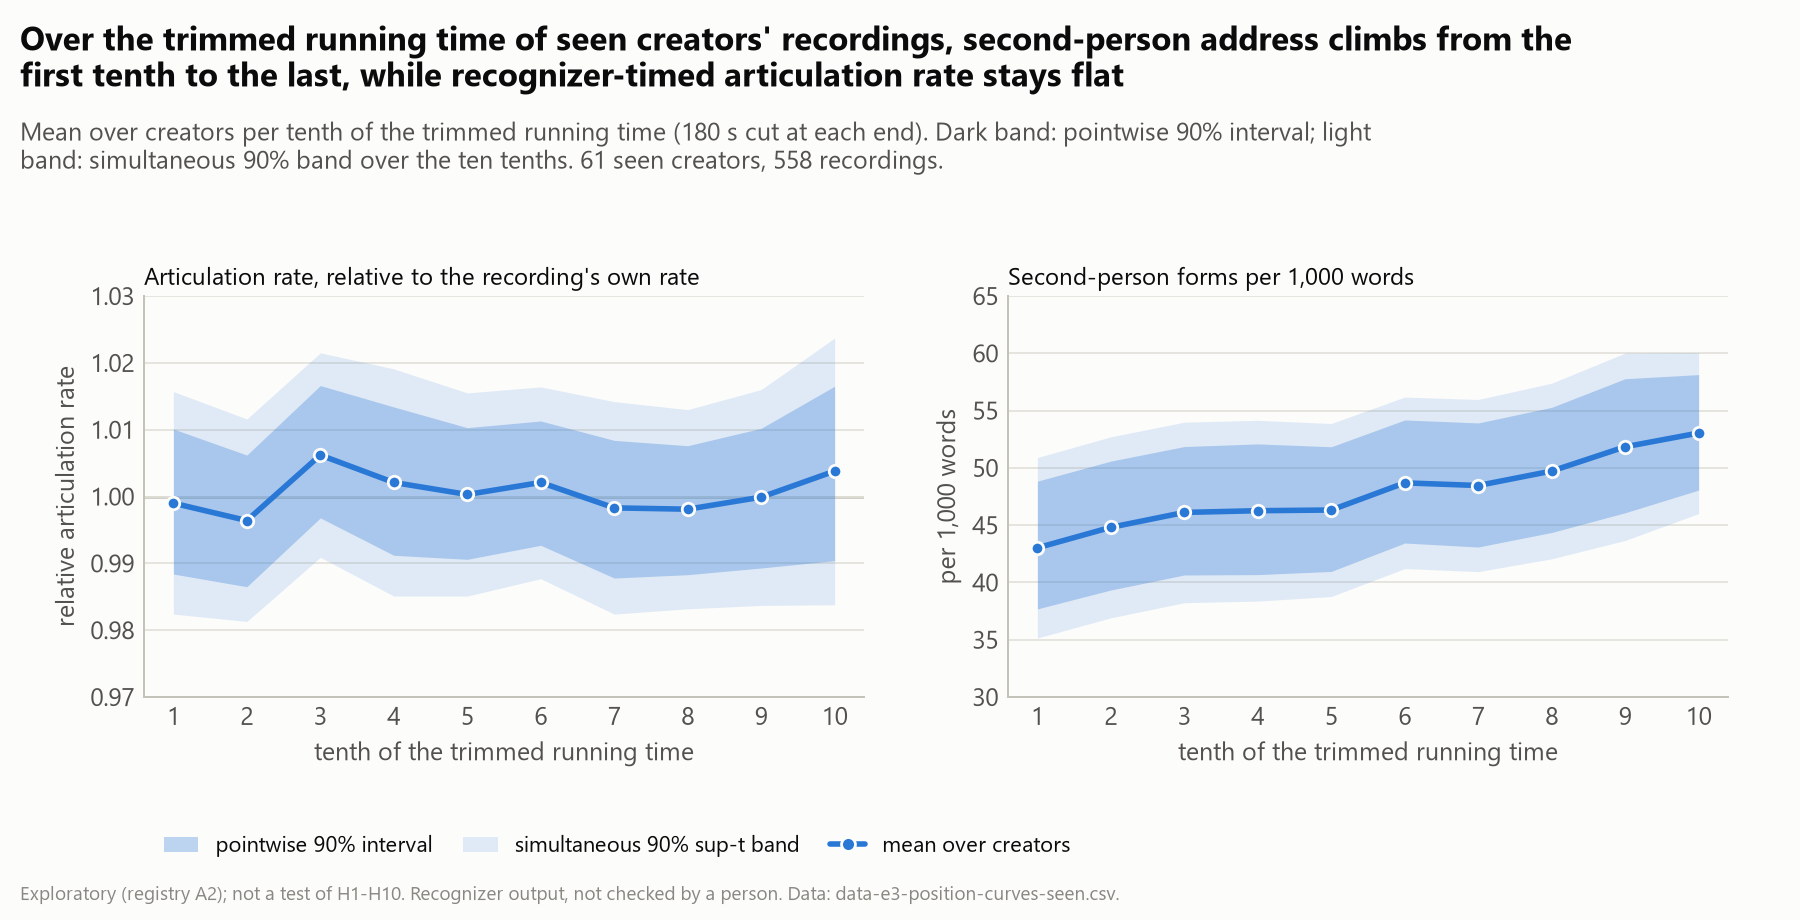 Over the trimmed running time of seen creators' recordings, second-person address climbs from the
first tenth to the last, while recognizer-timed articulation rate stays flat
Mean over creators per tenth of the trimmed running time (180 s cut at each end). Dark band: pointwise 90% interval; light
band: simultaneous 90% band over the ten tenths. 61 seen creators, 558 recordings.
Articulation rate, relative to the recording's own rate
1.03
1.02
1.01
1.00
0.99
0.98
0.97
relative articulation rate
1 2 3 4 5 6 7 8 9 10
tenth of the trimmed running time
Second-person forms per 1,000 words
65
60
55
50
45
40
35
30
per 1,000 words
1 2 3 4 5 6 7 8 9 10
tenth of the trimmed running time
pointwise 90% interval
simultaneous 90% sup-t band
mean over creators
Exploratory (registry A2); not a test of H1-H10. Recognizer output, not checked by a person. Data: data-e3-position-curves-seen.csv.